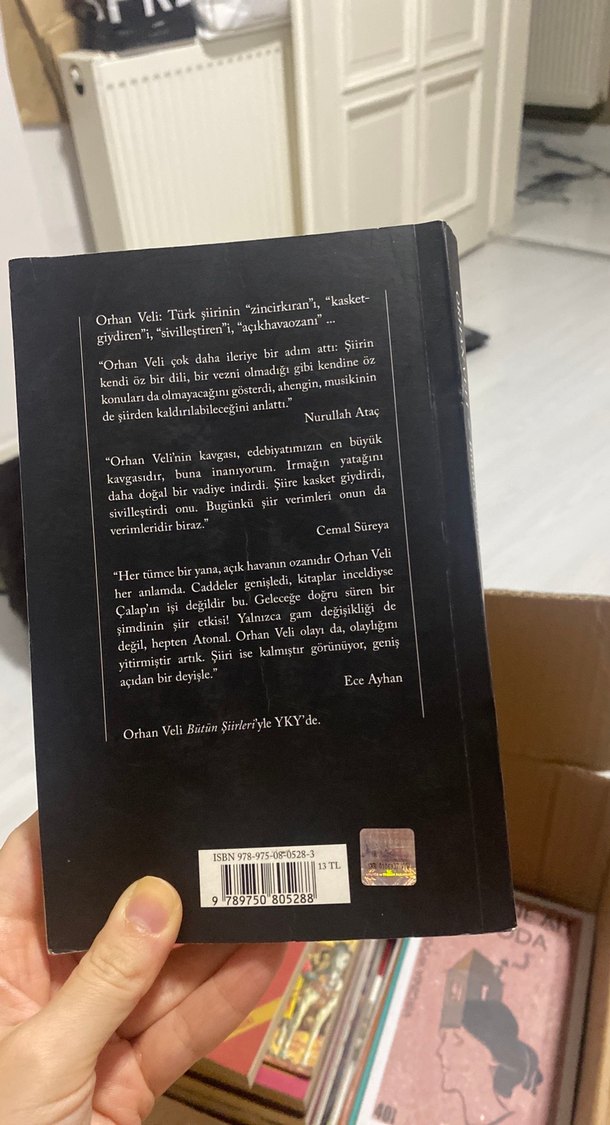 Orhan Veli: Türk şiirinin "zincirkıran"ı, "kasket-
giydiren"i, "sivilleştiren"i, "açıkhavaozanı" ...
"Orhan Veli çok daha ileriye bir adım attı: Şiirin
kendi öz bir dili, bir vezni olmadığı gibi kendine öz
konuları da olmayacağını gösterdi, ahengin, musikinin
de şiirden kaldırılabileceğini anlattı."
Nurullah Ataç
"Orhan Veli'nin kavgası, edebiyatımızın en büyük
kavgasıdır, buna inanıyorum. Irmağın yatağını
daha doğal bir vadiye indirdi. Şiire kasket giydirdi,
sivilleştirdi onu. Bugünkü şiir verimleri onun da
verimleridir biraz."
Cemal Süreya
"Her tümce bir yana, açık havanın ozanıdır Orhan Veli
her anlamda. Caddeler genişledi, kitaplar inceldiyse
Çalap'ın işi değildir bu. Geleceğe doğru süren bir
şimdinin şiir etkisi! Yalnızca gam değişikliği de
değil, hepten Atonal. Orhan Veli olayı da, olaylığını
yitirmiştir artık. Şiiri ise kalmıştır görünüyor, geniş
açıdan bir deyişle."
Ece Ayhan
Orhan Veli Bütün Şiirleri'yle YKY'de.
ISBN 978-975-08-0528-3
13 TL
9 789750 805288
ODA
401